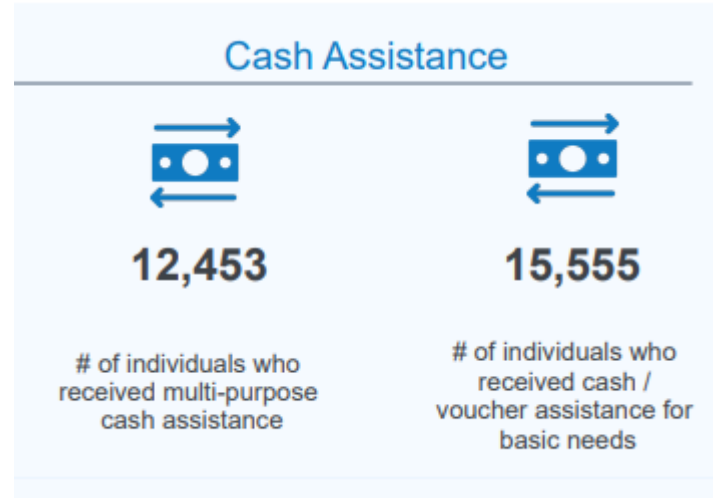 Cash Assistance
12,453
# of individuals who
received multi-purpose
cash assistance
15,555
# of individuals who
received cash /
voucher assistance for
basic needs